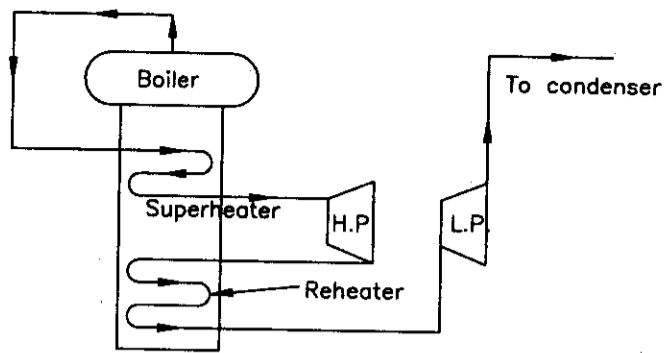 Boiler
To condenser
Superheater
H.P
L.P
Reheater